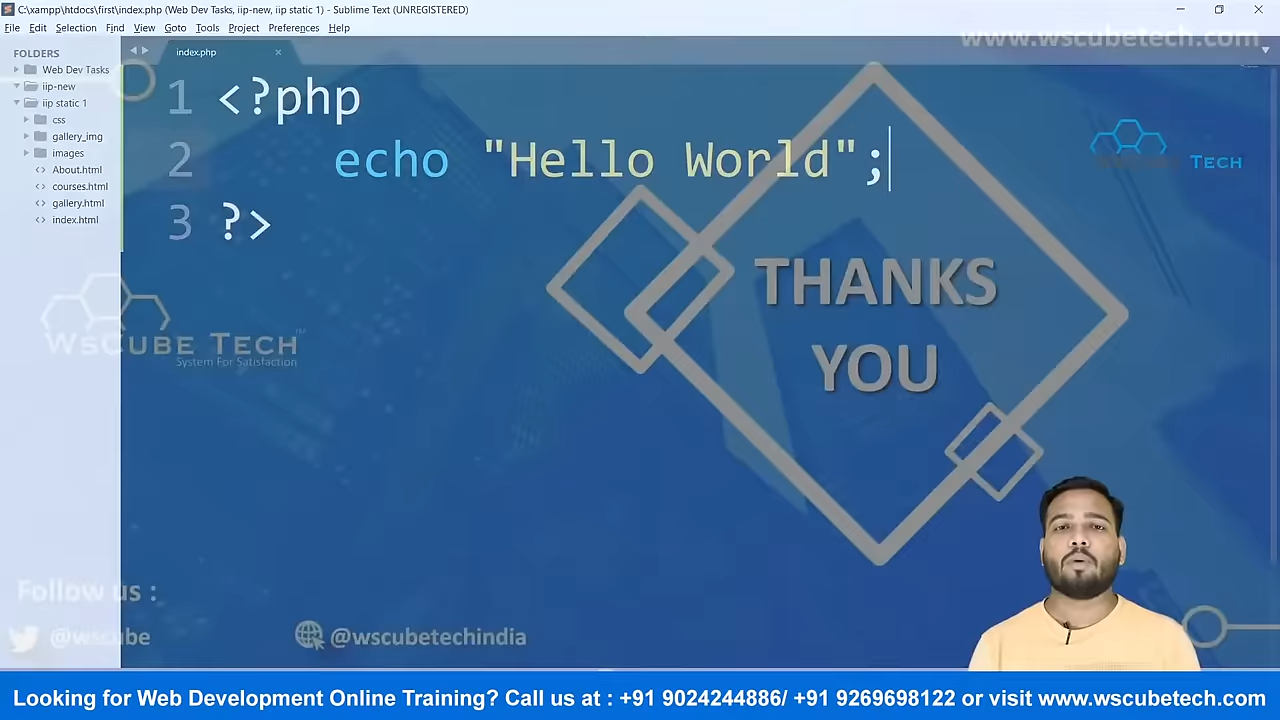 C:\xampp\htdocs\first\index.php (Web Dev Tasks, iip-new, iip static 1) - Sublime Text (UNREGISTERED)
File Edit Selection Find View Goto Tools Project Preferences Help
www.wscubetech.com
FOLDERS
Web Dev Tasks
iip-new
iip static 1
css
gallery_img
images
About.html
courses.html
gallery.html
index.html
index.php
1 <?php
2 echo "Hello World";
3 ?>
WsCube Tech
THANKS
YOU
WsCube Tech™
System For Satisfaction
Follow us :
@wscube
@wscubetechindia
Looking for Web Development Online Training? Call us at : +91 9024244886/ +91 9269698122 or visit www.wscubetech.com